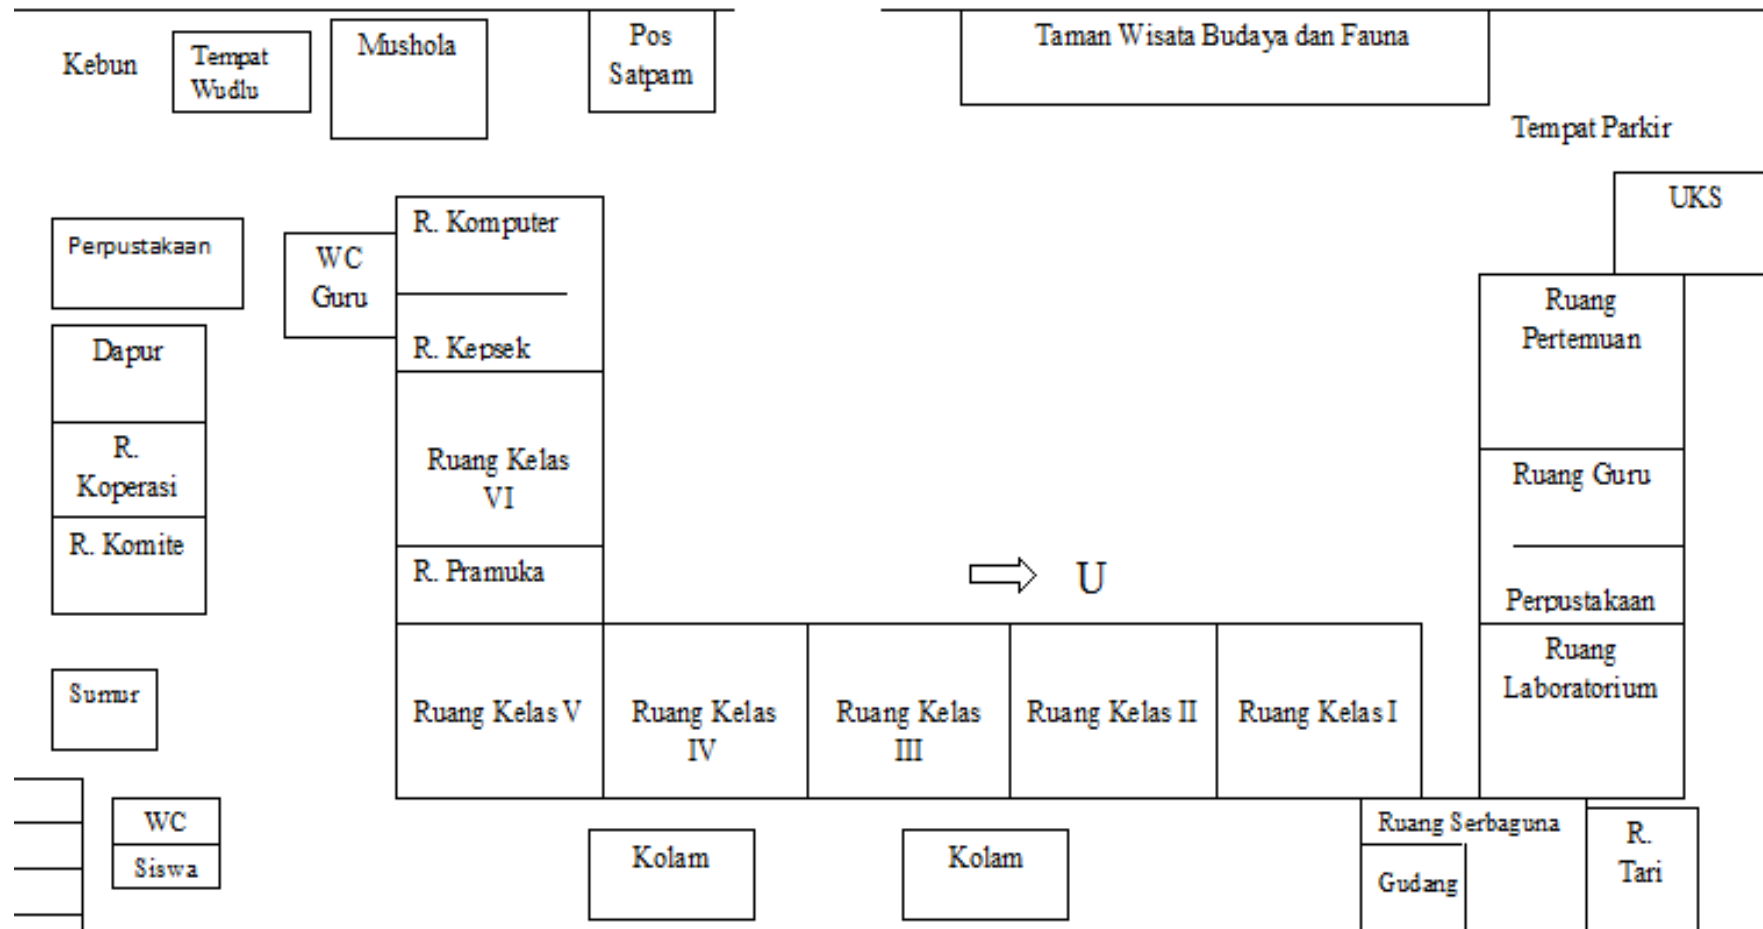 Kebun
Tempat
Wudlu
Mushola
Pos
Satpam
Taman Wisata Budaya dan Fauna
Tempat Parkir
UKS
Perpustakaan
WC
Guru
R. Komputer
R. Kepsek
Ruang
Pertemuan
Dapur
R.
Koperasi
R. Komite
Ruang Kelas
VI
R. Pramuka
U
Ruang Guru
Perpustakaan
Ruang
Laboratorium
Sumur
Ruang Kelas V
Ruang Kelas
IV
Ruang Kelas
III
Ruang Kelas II
Ruang Kelas I
WC
Siswa
Kolam
Kolam
Ruang Serbaguna
Gudang
R.
Tari